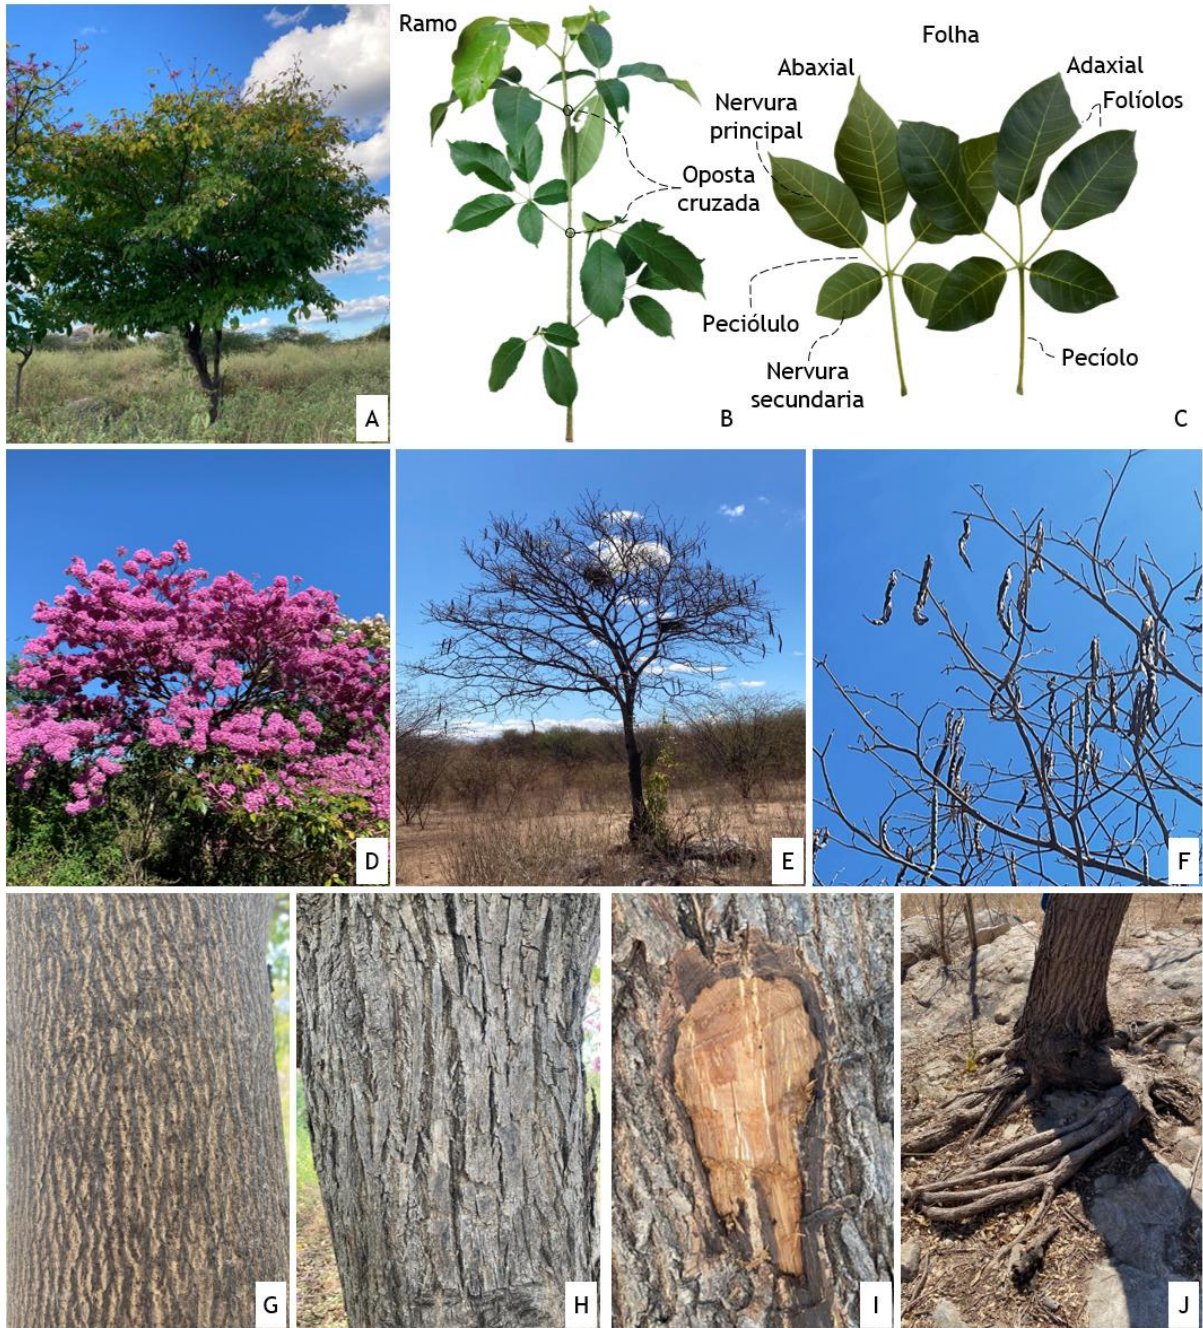 Ramo
Folha
Abaxial
Adaxial
Nervura
principal
Folíolos
Oposta
cruzada
Peciólulo
Pecíolo
Nervura
secundaria
A
B
C
D
E
F
G
H
I
J